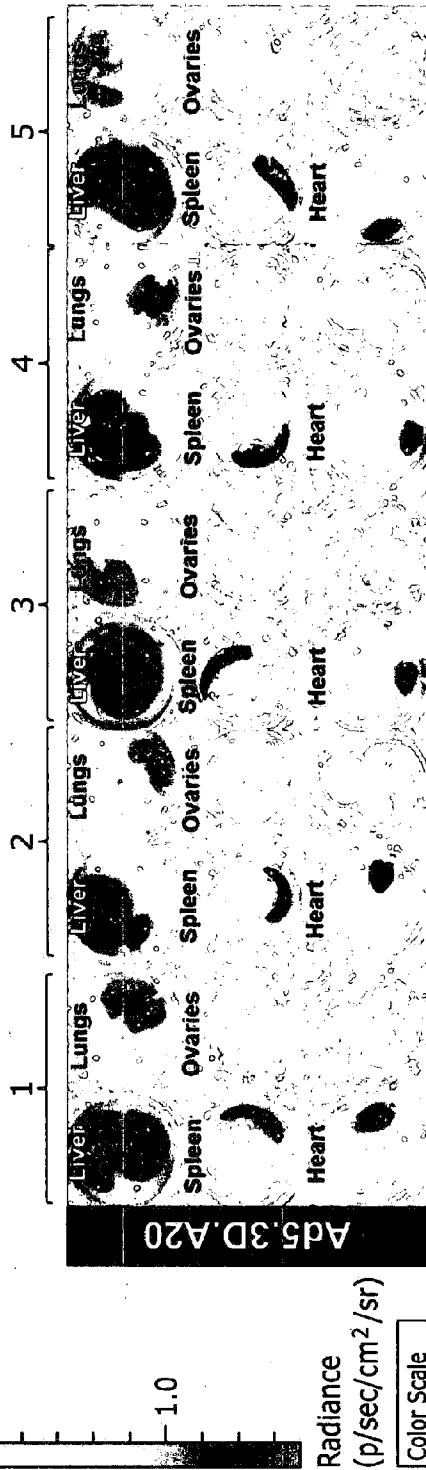 1 2 3 4 5
Liver Lungs Liver Lungs Liver Lungs Liver Lungs Liver Lungs
Spleen Ovaries Spleen Ovaries Spleen Ovaries Spleen Ovaries Spleen Ovaries
Heart Heart Heart Heart Heart
Ad5.3D.A20
1.0
Radiance
(p/sec/cm²/sr)
Color Scale